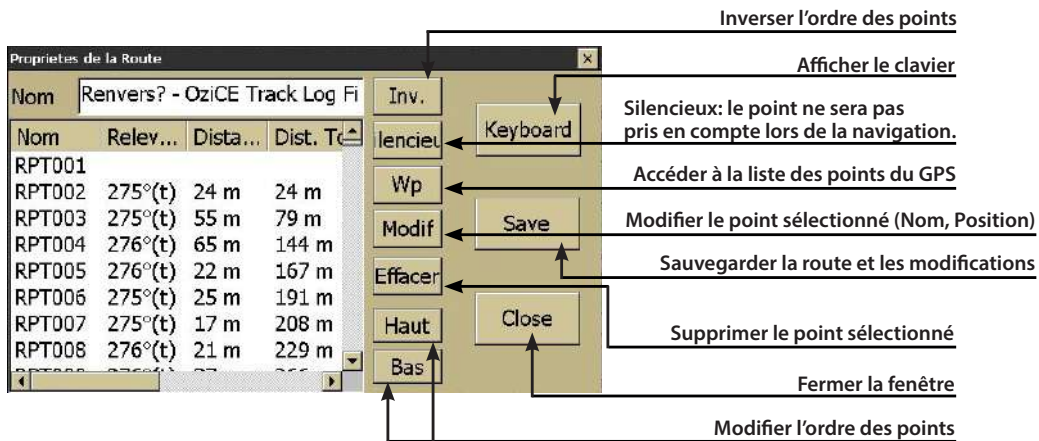 Inverser l'ordre des points
Proprietes de la Route
Afficher le clavier
Nom Renvers? - OziCE Track Log Fi
Inv.
Silencieux: le point ne sera pas
pris en compte lors de la navigation.
Keyboard
Nom Relev... Dista... Dist. To
ilencieu
RPT001
Accéder à la liste des points du GPS
Wp
RPT002 275°(t) 24 m 24 m
RPT003 275°(t) 55 m 79 m
Modif
Save
Modifier le point sélectionné (Nom, Position)
RPT004 276°(t) 65 m 144 m
Sauvegarder la route et les modifications
RPT005 276°(t) 22 m 167 m
Effacer
RPT006 275°(t) 25 m 191 m
RPT007 275°(t) 17 m 208 m
Haut
Close
Supprimer le point sélectionné
RPT008 276°(t) 21 m 229 m
Bas
Fermer la fenêtre
Modifier l'ordre des points